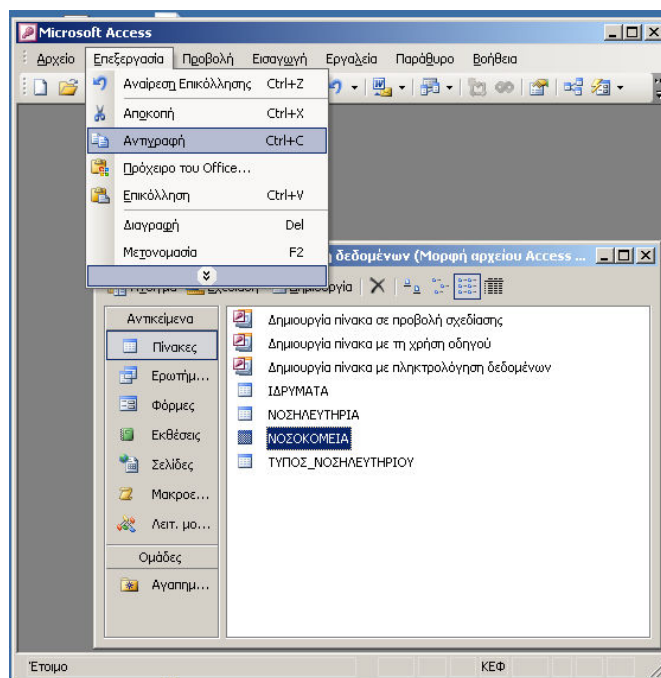 Microsoft Access
Αρχείο Επεξεργασία Προβολή Εισαγωγή Εργαλεία Παράθυρο Βοήθεια
Αναίρεση Επικόλλησης Ctrl+Z
Αποκοπή Ctrl+X
Αντιγραφή Ctrl+C
Πρόχειρο του Office...
Επικόλληση Ctrl+V
Διαγραφή Del
Μετονομασία F2
δεδομένων (Μορφή αρχείου Access ...
Αντικείμενα
Πίνακες
Ερωτήμ...
Φόρμες
Εκθέσεις
Σελίδες
Μακροε...
Λειτ. μο...
Ομάδες
Αγαπημ...
Δημιουργία πίνακα σε προβολή σχεδίασης
Δημιουργία πίνακα με τη χρήση οδηγού
Δημιουργία πίνακα με πληκτρολόγηση δεδομένων
ΙΔΡΥΜΑΤΑ
ΝΟΣΗΛΕΥΤΗΡΙΑ
ΝΟΣΟΚΟΜΕΙΑ
ΤΥΠΟΣ_ΝΟΣΗΛΕΥΤΗΡΙΟΥ
Έτοιμο ΚΕΦ